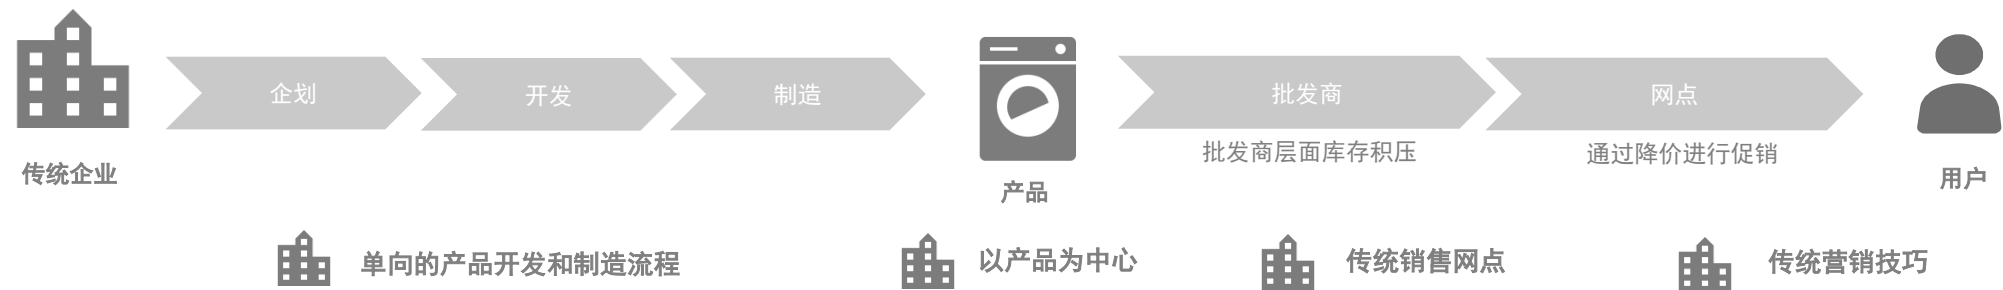 企划
开发
制造
批发商
网点
批发商层面库存积压
通过降价进行促销
传统企业
产品
用户
单向的产品开发和制造流程
以产品为中心
传统销售网点
传统营销技巧